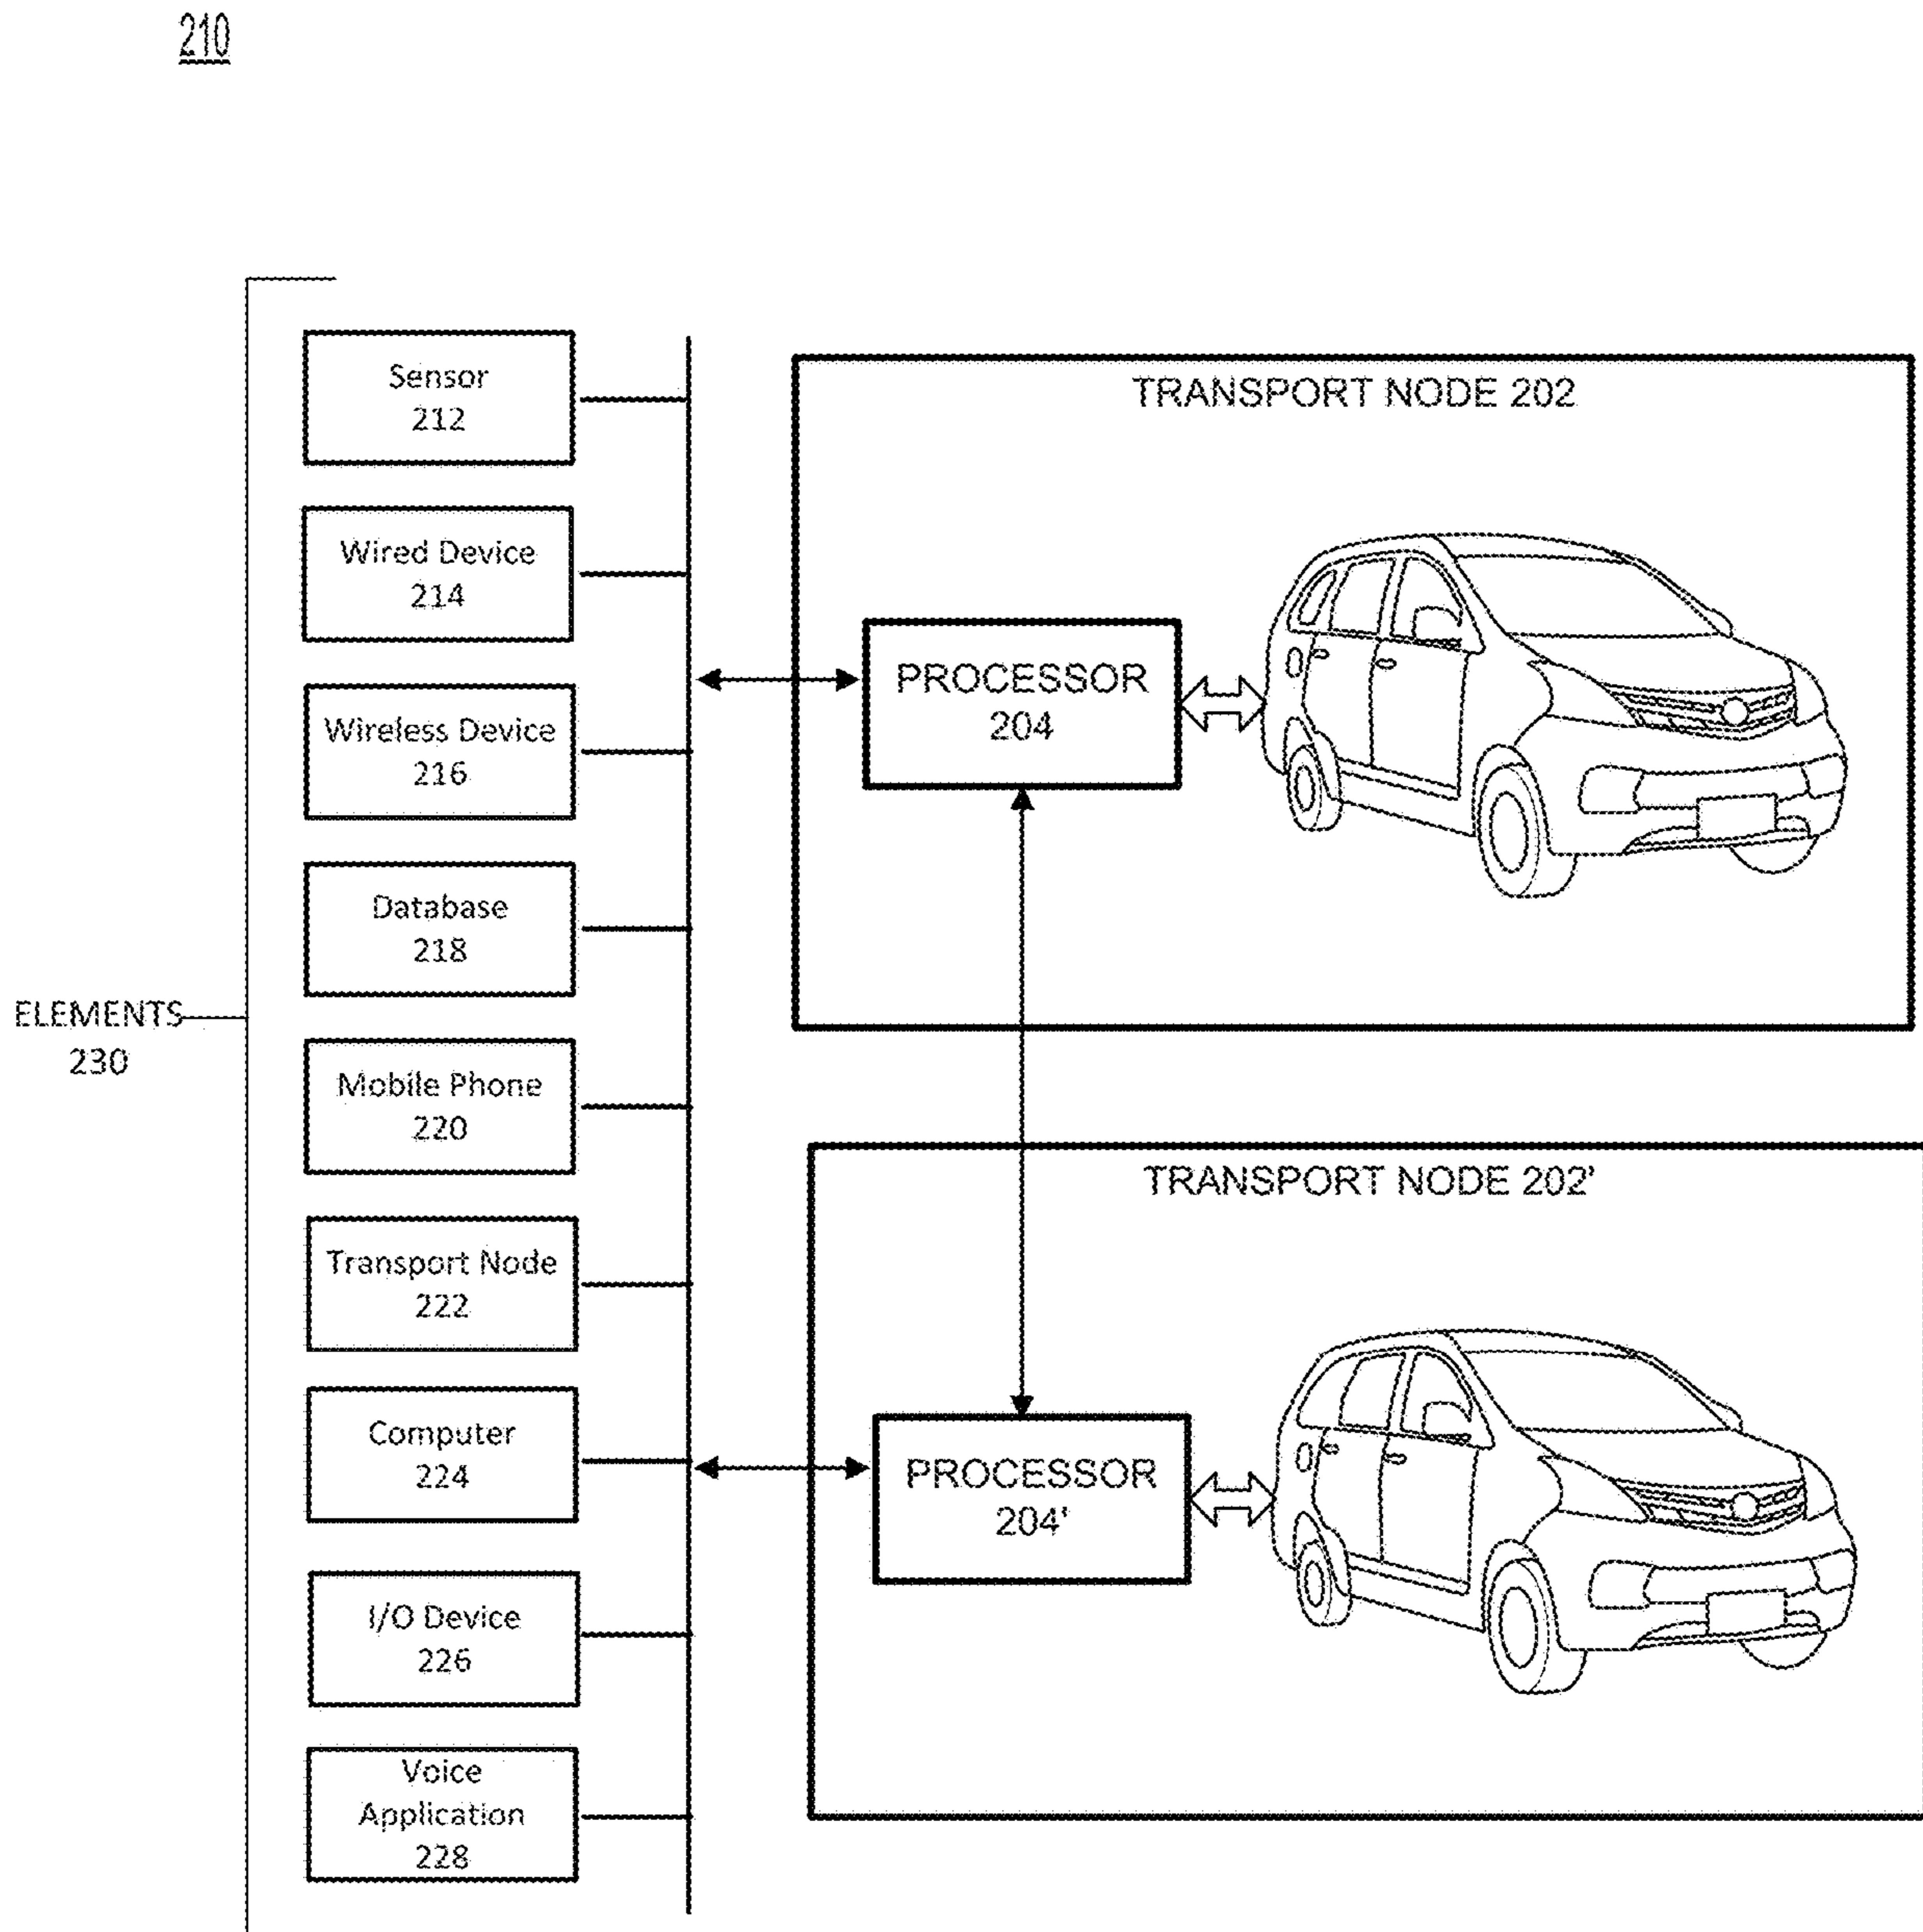 210
Sensor
212
Wired Device
214
Wireless Device
216
Database
218
Mobile Phone
220
Transport Node
222
Computer
224
I/O Device
226
Voice
Application
228
ELEMENTS
230
TRANSPORT NODE 202
PROCESSOR
204
TRANSPORT NODE 202'
PROCESSOR
204'